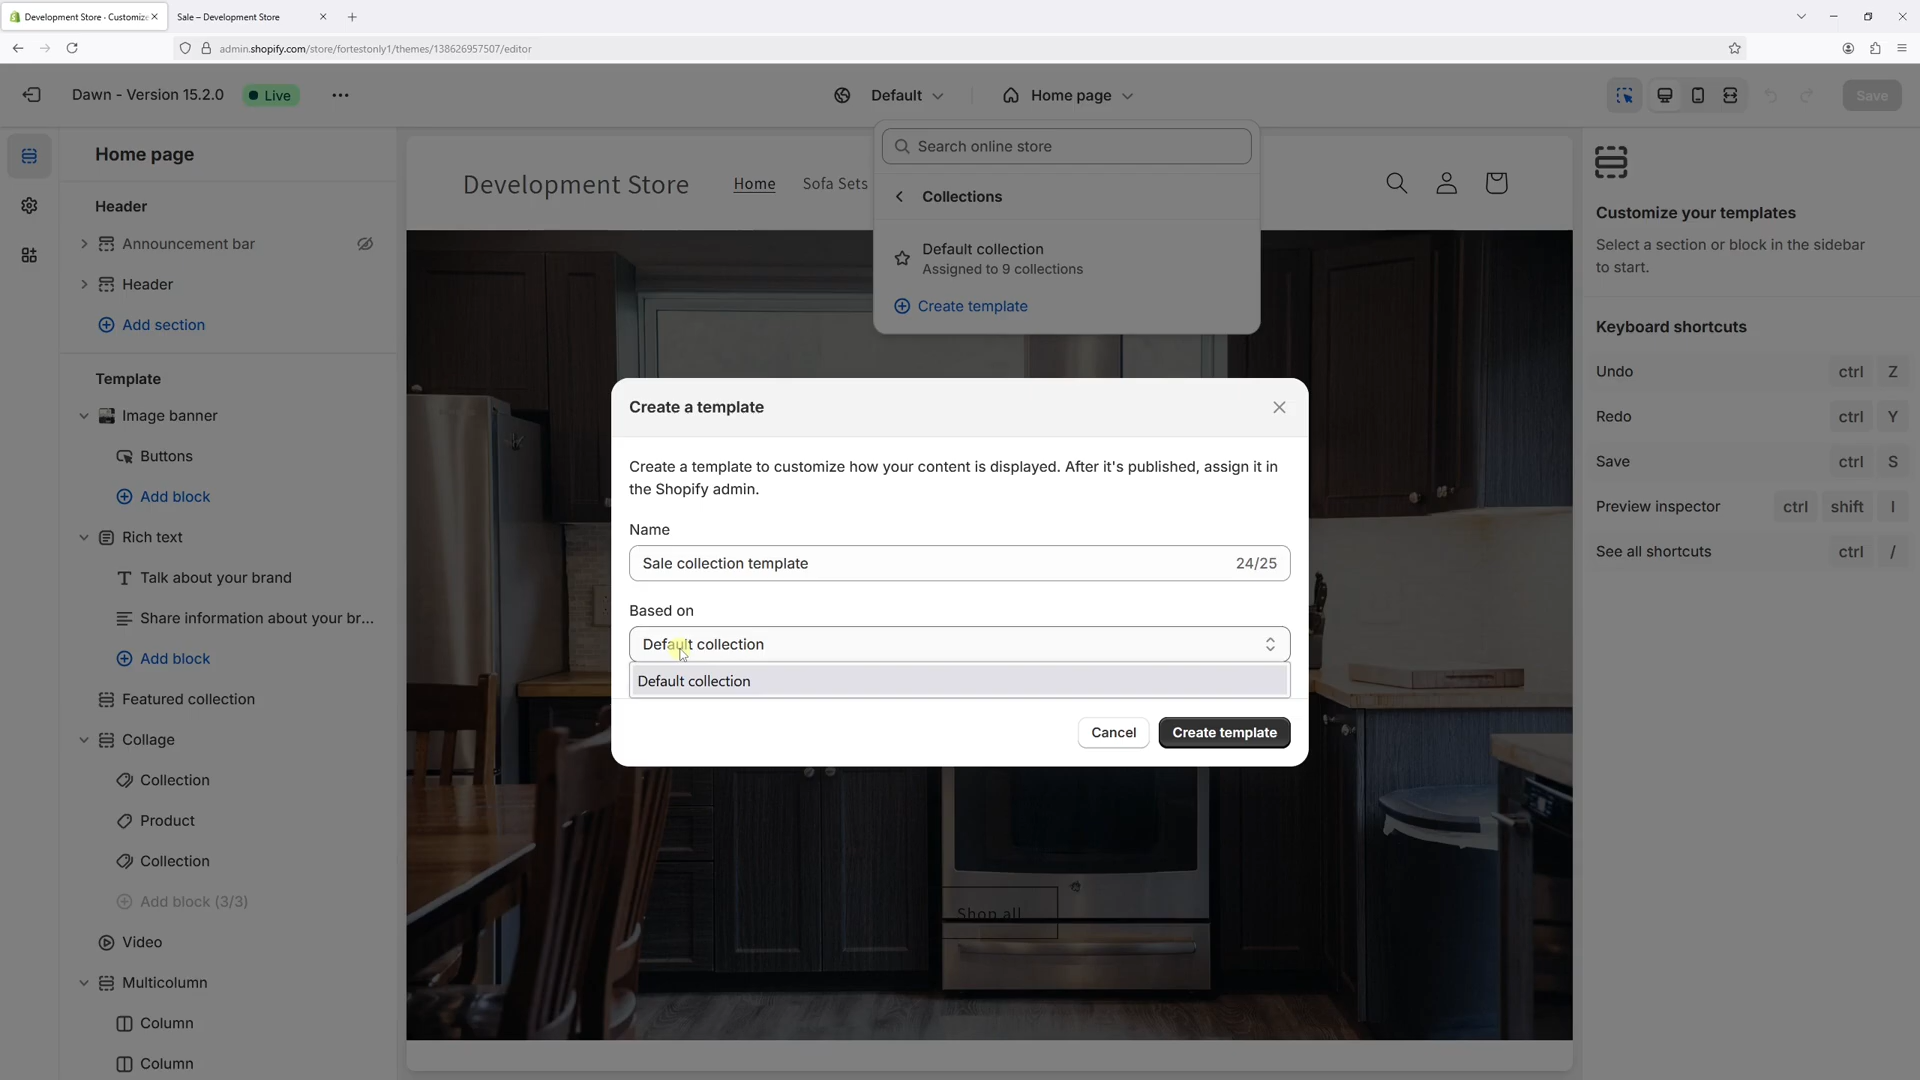 Development Store · Customiz
Sale – Development Store
admin.shopify.com/store/fortestonly1/themes/138626957507/editor
Dawn - Version 15.2.0
Live
Default
Home page
Save
Home page
Header
Announcement bar
Header
Add section
Template
Image banner
Buttons
Add block
Rich text
Talk about your brand
Share information about your br...
Add block
Featured collection
Collage
Collection
Product
Collection
Add block (3/3)
Video
Multicolumn
Column
Column
Development Store
Home
Sofa Sets
Search online store
Collections
Default collection
Assigned to 9 collections
Create template
Create a template
Create a template to customize how your content is displayed. After it's published, assign it in
the Shopify admin.
Name
Sale collection template
24/25
Based on
Default collection
Default collection
Cancel
Create template
Shop all
Customize your templates
Select a section or block in the sidebar
to start.
Keyboard shortcuts
Undo ctrl Z
Redo ctrl Y
Save ctrl S
Preview inspector ctrl shift I
See all shortcuts ctrl /